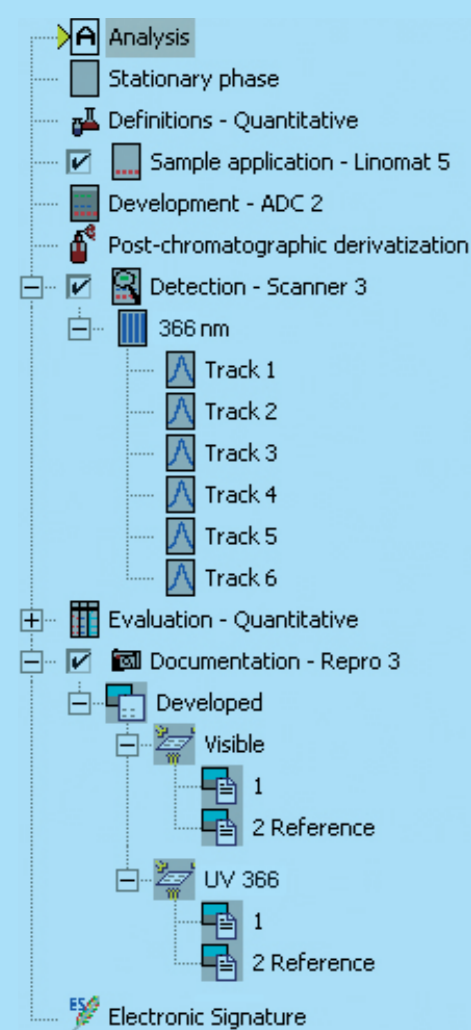 A Analysis
Stationary phase
Definitions - Quantitative
Sample application - Linomat 5
Development - ADC 2
Post-chromatographic derivatization
Detection - Scanner 3
366 nm
Track 1
Track 2
Track 3
Track 4
Track 5
Track 6
Evaluation - Quantitative
Documentation - Repro 3
Developed
Visible
1
2 Reference
UV 366
1
2 Reference
ES Electronic Signature